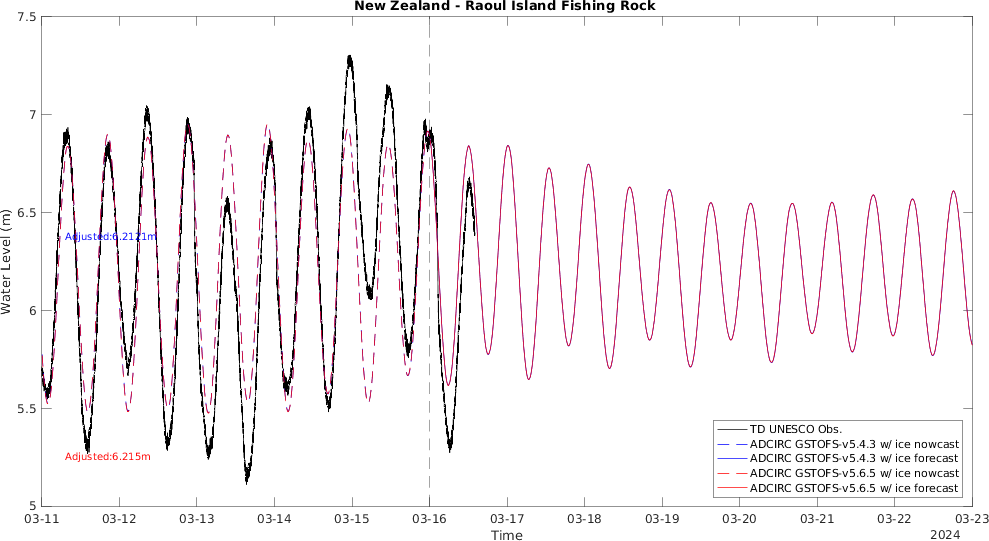 New Zealand - Raoul Island Fishing Rock
7.5
7
6.5
6
5.5
5
Water Level (m)
Adjusted:6.2121m
Adjusted:6.215m
TD UNESCO Obs.
ADCIRC GSTOFS-v5.4.3 w/ ice nowcast
ADCIRC GSTOFS-v5.4.3 w/ ice forecast
ADCIRC GSTOFS-v5.6.5 w/ ice nowcast
ADCIRC GSTOFS-v5.6.5 w/ ice forecast
03-11 03-12 03-13 03-14 03-15 03-16 03-17 03-18 03-19 03-20 03-21 03-22 03-23
Time
2024